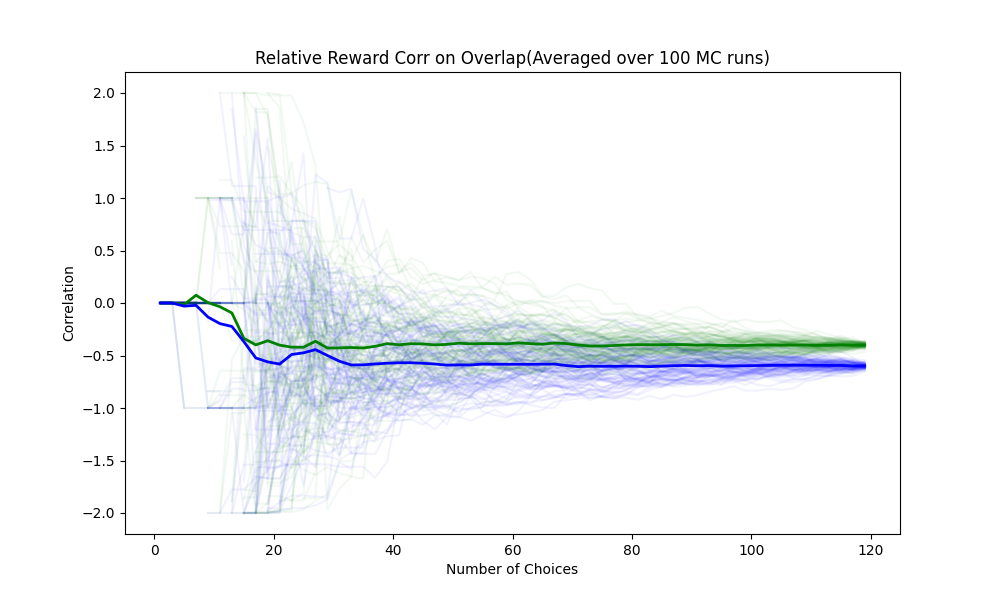 Relative Reward Corr on Overlap(Averaged over 100 MC runs)
2.0
1.5
1.0
0.5
0.0
−0.5
−1.0
−1.5
−2.0
Correlation
0 20 40 60 80 100 120
Number of Choices